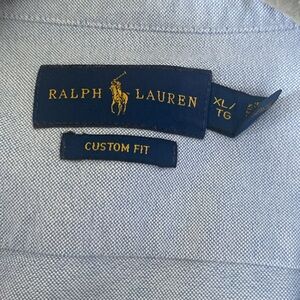 RALPH LAUREN
XL/
TG
CUSTOM FIT